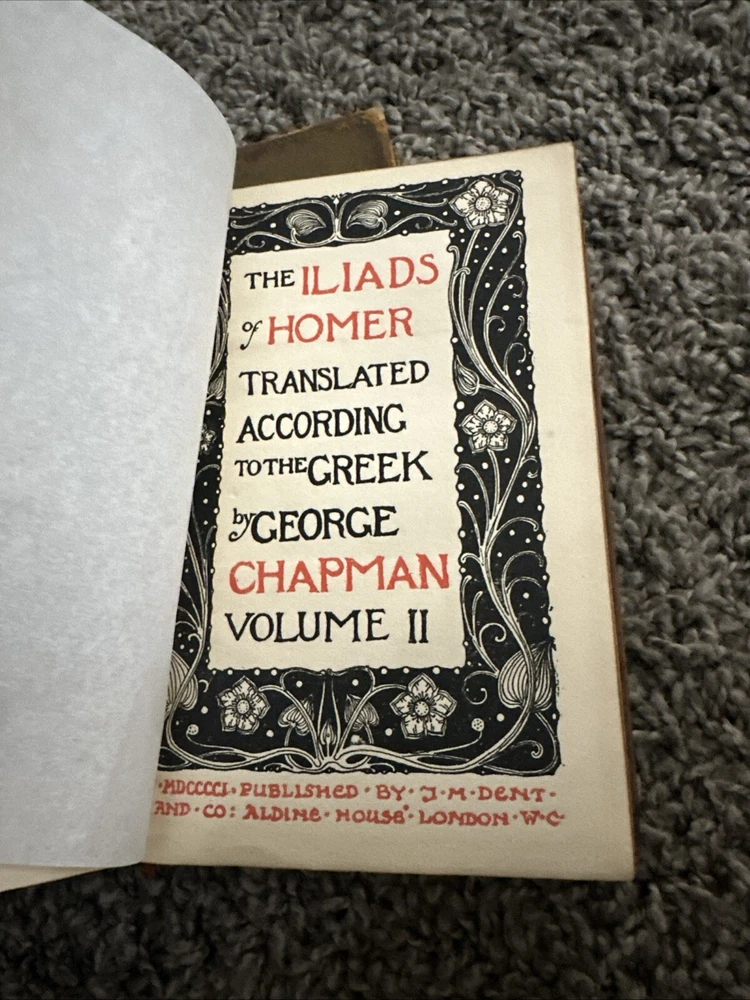 THE ILIADS
of HOMER
TRANSLATED
ACCORDING
TO THE GREEK
by GEORGE
CHAPMAN
VOLUME II
·MDCCCCI· PUBLISHED · BY · J · M · DENT ·
AND · CO: ALDINE · HOUSE · LONDON · W · C